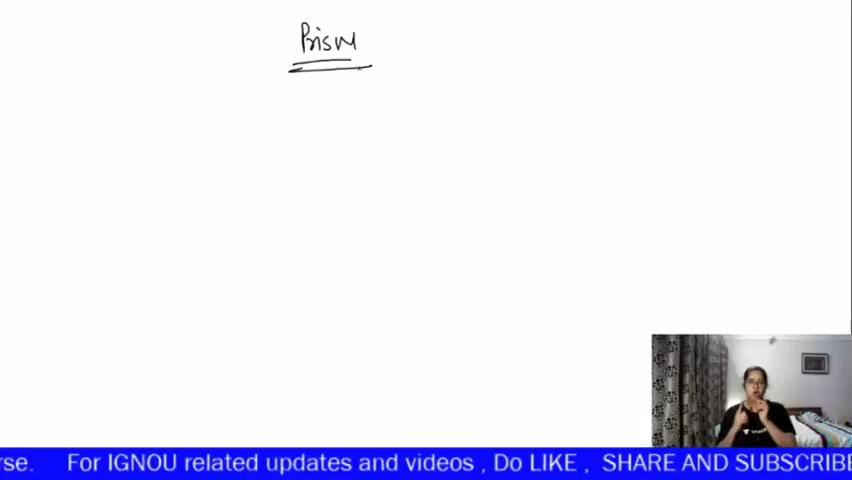 Prism
rse. For IGNOU related updates and videos , Do LIKE , SHARE AND SUBSCRIBE